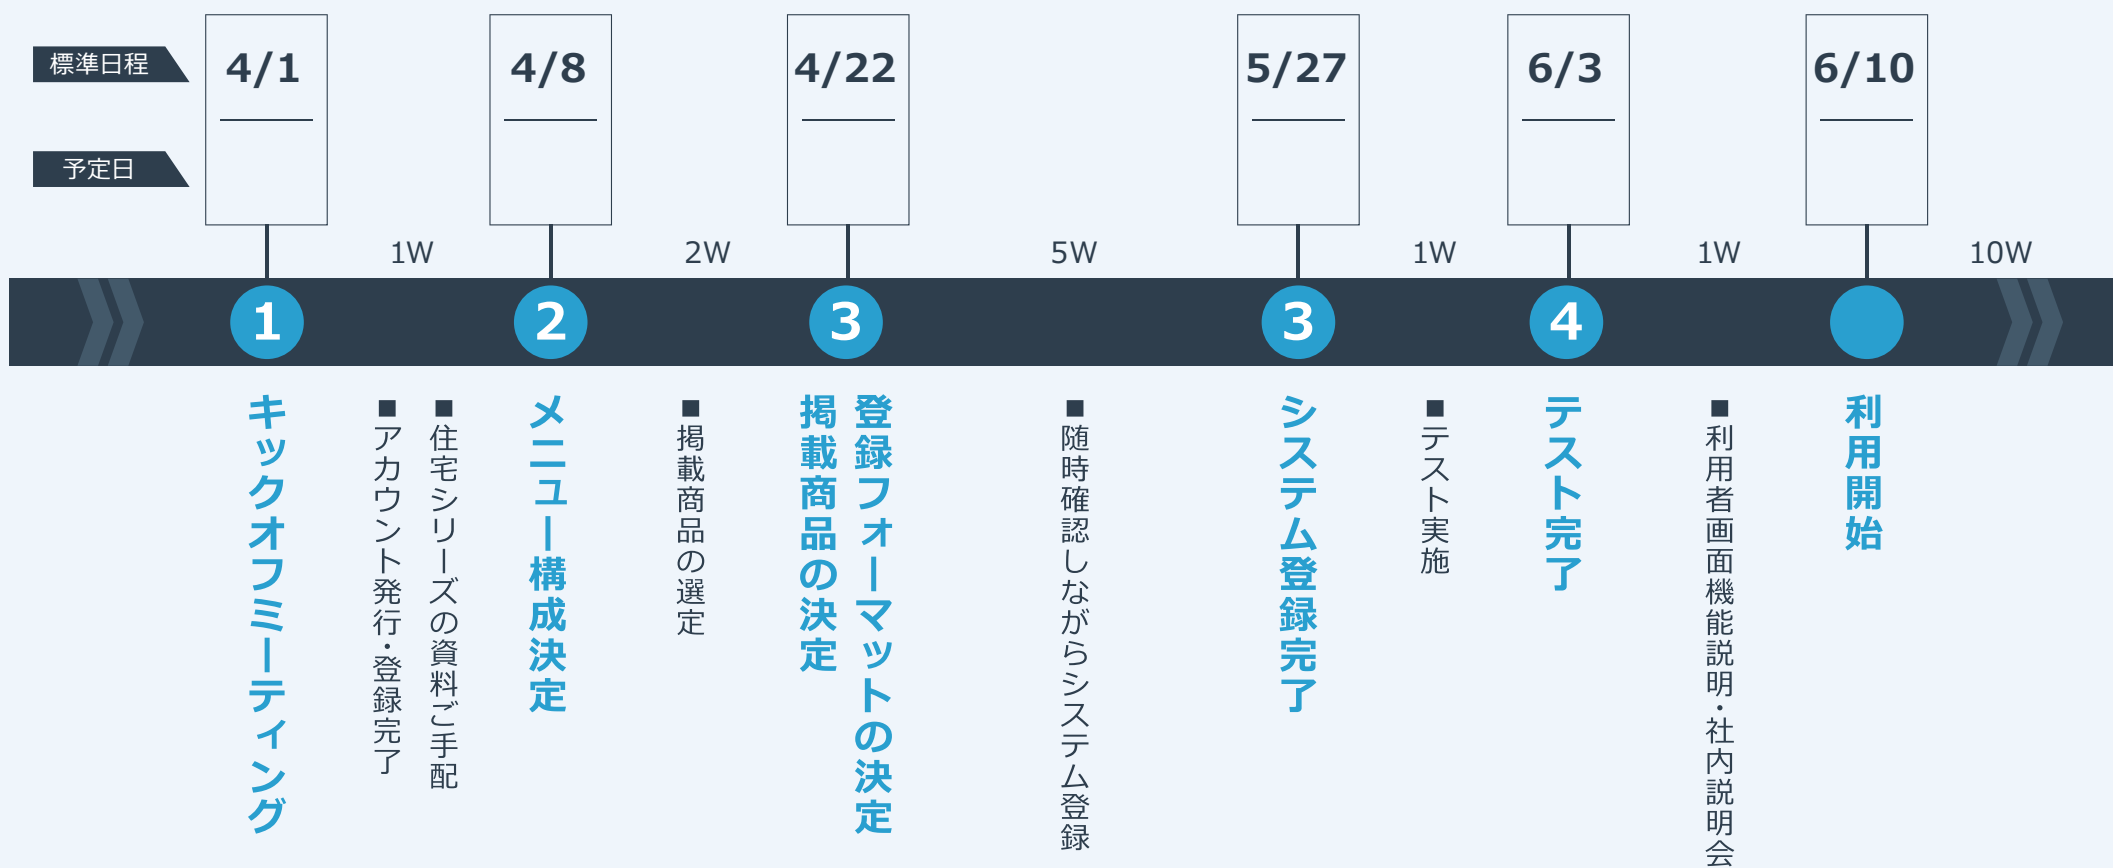 標準日程
4/1
4/8
4/22
5/27
6/3
6/10
予定日
1W
2W
5W
1W
1W
10W
1
2
3
3
4
キックオフミーティング
■住宅シリーズの資料ご手配
■アカウント発行・登録完了
メニュー構成決定
■掲載商品の選定
登録フォーマットの決定
掲載商品の決定
■随時確認しながらシステム登録
システム登録完了
■テスト実施
テスト完了
■利用者画面機能説明・社内説明会
利用開始